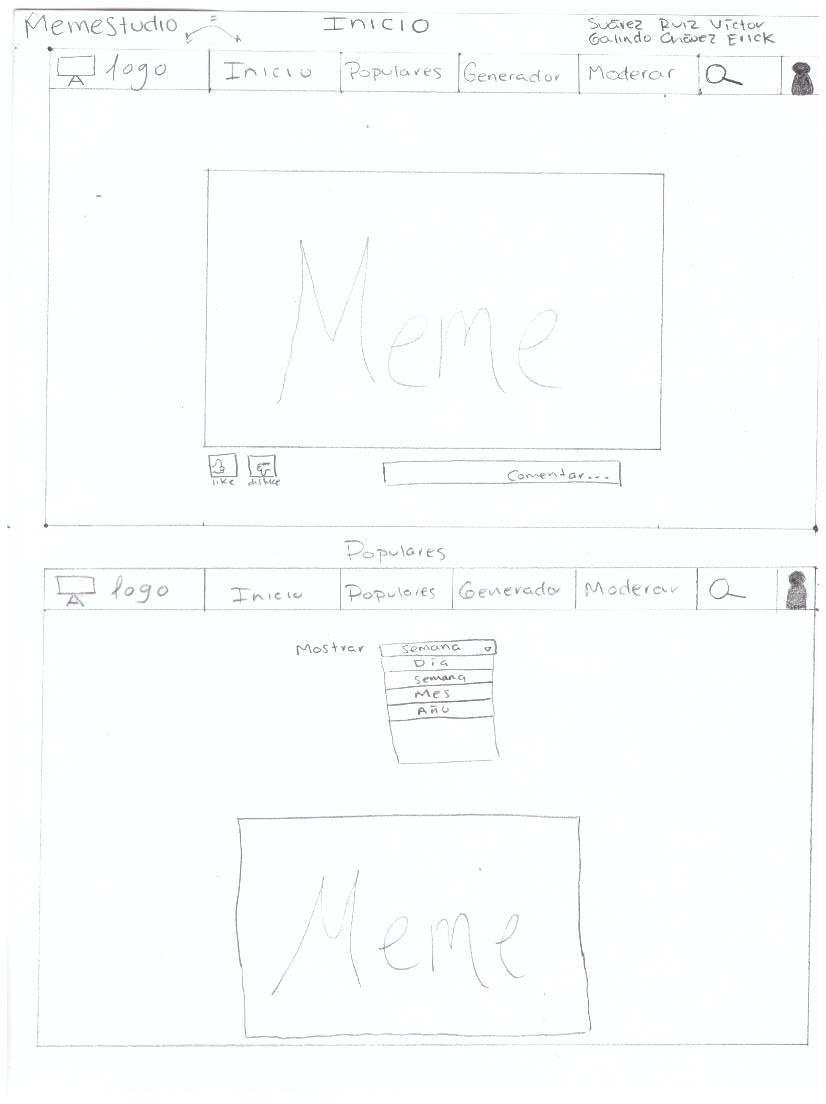 MemeStudio
Inicio
Suárez Ruiz Víctor
Galindo Chávez Erick
logo Inicio Populares Generador Moderar
Meme
like dislike
Comentar...
Populares
logo Inicio Populares Generador Moderar
Mostrar Semana
Día
Semana
Mes
Año
Meme